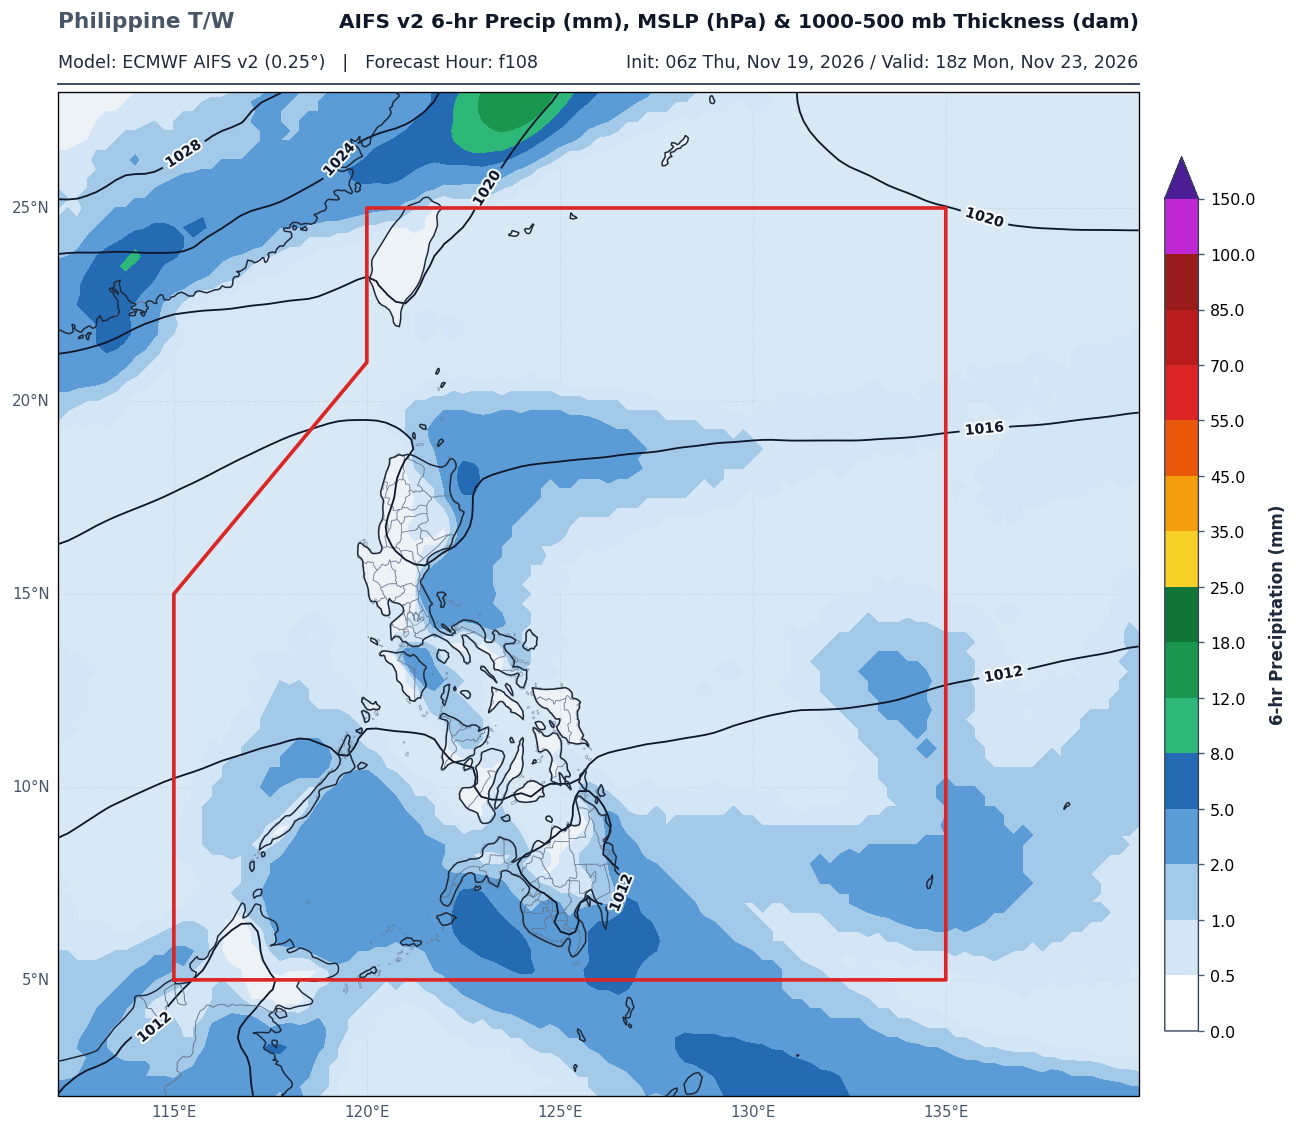 Philippine T/W
AIFS v2 6-hr Precip (mm), MSLP (hPa) & 1000-500 mb Thickness (dam)
Model: ECMWF AIFS v2 (0.25°) | Forecast Hour: f108
Init: 06z Thu, Nov 19, 2026 / Valid: 18z Mon, Nov 23, 2026
1028
1024
1020
1020
1016
1012
1012
1012
25°N
20°N
15°N
10°N
5°N
115°E
120°E
125°E
130°E
135°E
150.0
100.0
85.0
70.0
55.0
45.0
35.0
25.0
18.0
12.0
8.0
5.0
2.0
1.0
0.5
0.0
6-hr Precipitation (mm)